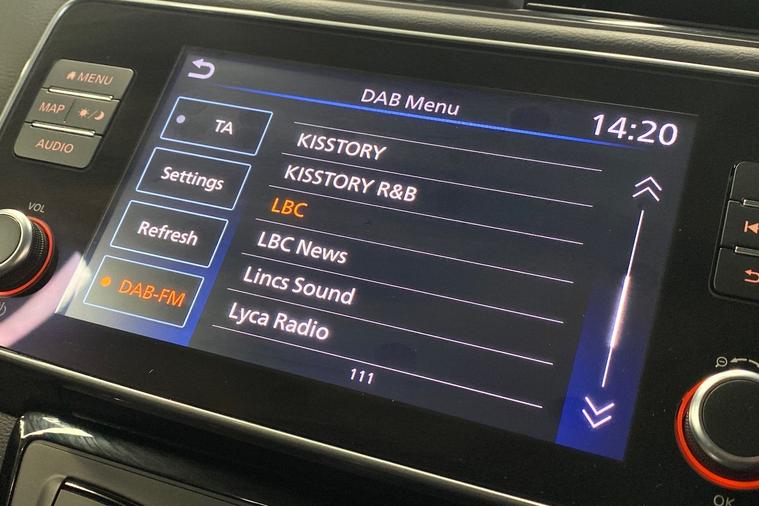 MENU
MAP
AUDIO
VOL
DAB Menu
14:20
TA
Settings
Refresh
DAB-FM
KISSTORY
KISSTORY R&B
LBC
LBC News
Lincs Sound
Lyca Radio
111
OK